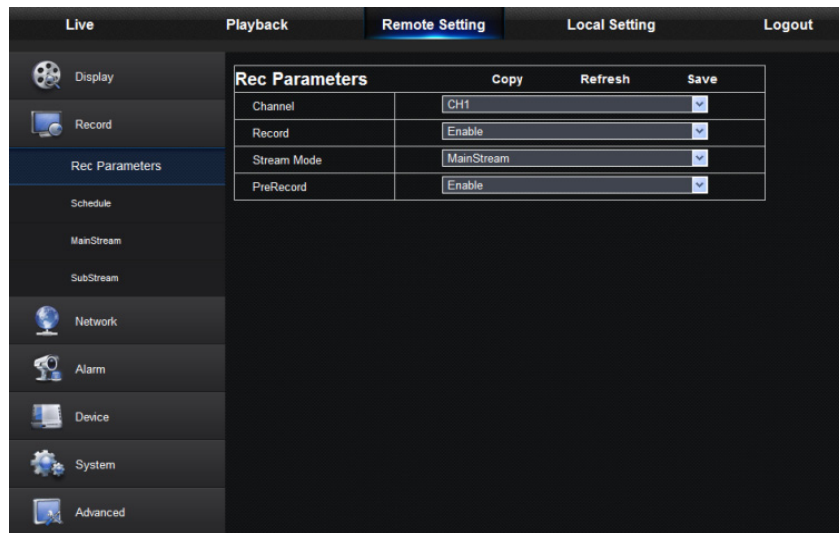 Live Playback Remote Setting Local Setting Logout
Display
Record
Rec Parameters
Schedule
MainStream
SubStream
Network
Alarm
Device
System
Advanced
Rec Parameters Copy Refresh Save
Channel CH1
Record Enable
Stream Mode MainStream
PreRecord Enable